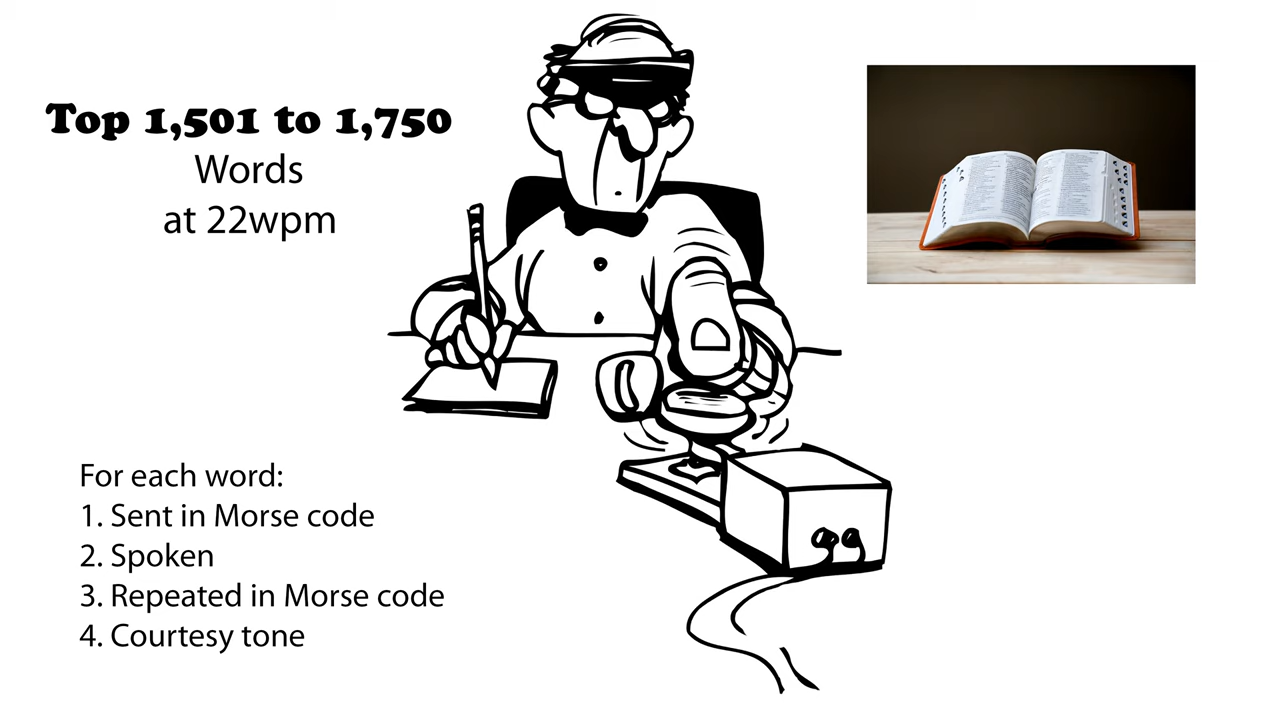 Top 1,501 to 1,750
Words
at 22wpm
For each word:
1. Sent in Morse code
2. Spoken
3. Repeated in Morse code
4. Courtesy tone